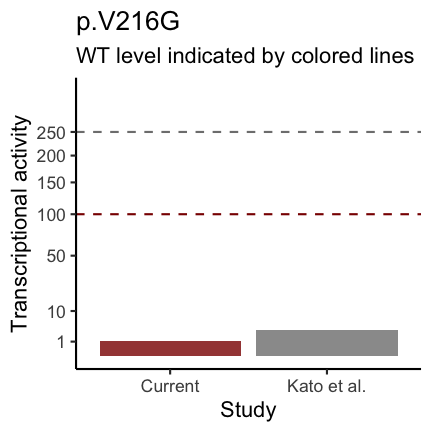 p.V216G
WT level indicated by colored lines
Transcriptional activity
250
200
150
100
50
10
1
Current
Kato et al.
Study